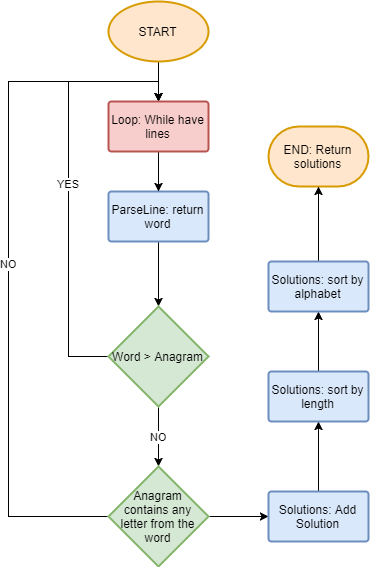 START
Loop: While have
lines
YES
ParseLine: return
word
NO
Word > Anagram
NO
Anagram
contains any
letter from the
word
Solutions: Add
Solution
Solutions: sort by
length
Solutions: sort by
alphabet
END: Return
solutions